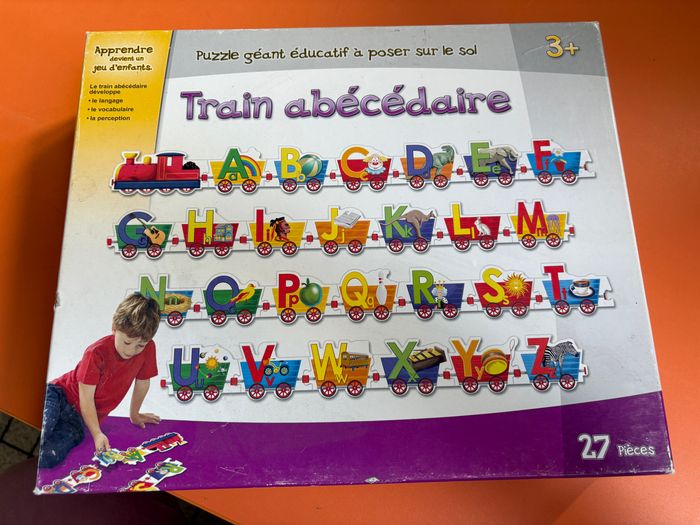 Apprendre
devient un
jeu d'enfants.
Le train abécédaire
développe
• le langage
• le vocabulaire
• la perception
Puzzle géant éducatif à poser sur le sol
3+
Train abécédaire
A B C D E e F
G H I i J K k L M m
N O P p Q q R S s T t
U V v W w X x Y y Z z
27 Pièces